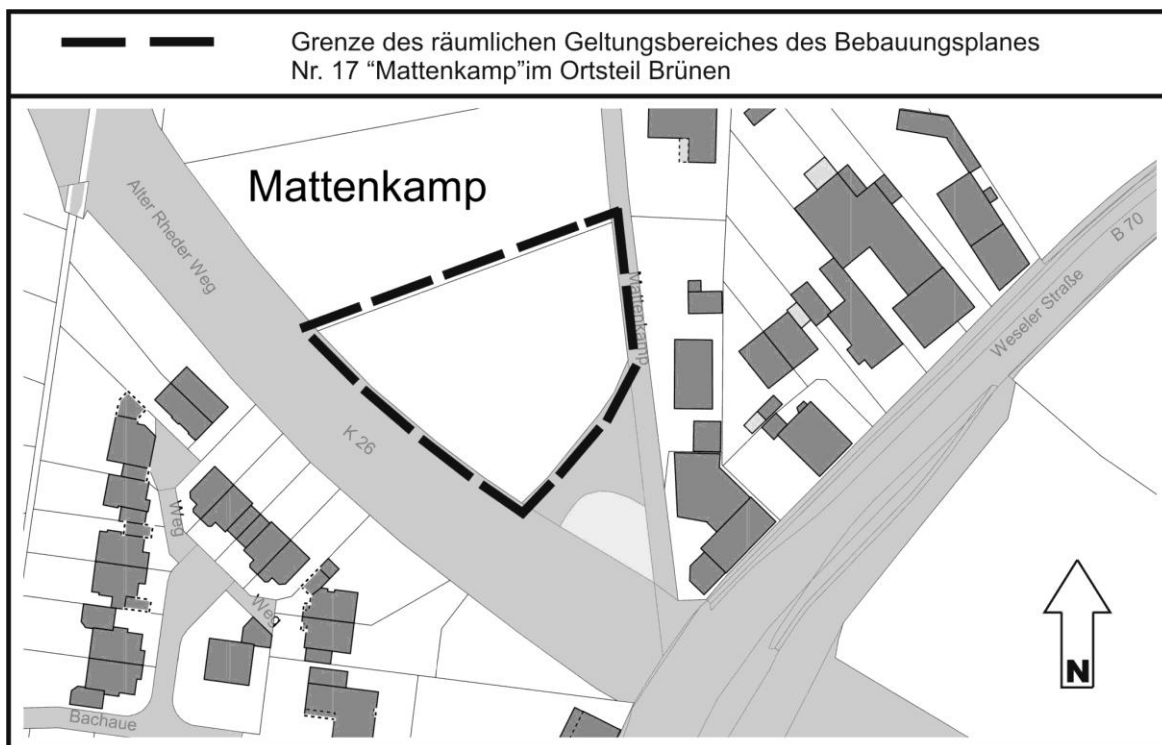 Grenze des räumlichen Geltungsbereiches des Bebauungsplanes
Nr. 17 “Mattenkamp”im Ortsteil Brünen
Mattenkamp
Alter Rheder Weg
Mattenkamp
B 70
Weseler Straße
K 26
Weg
Weg
Bachaue
N